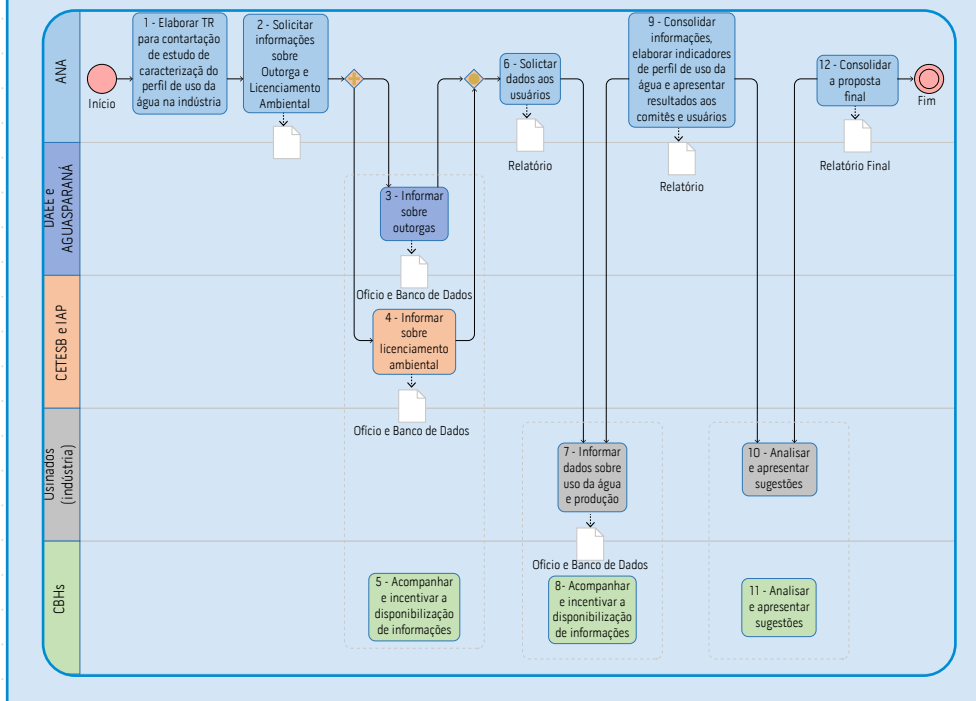 ANA
Início
1 - Elaborar TR
para contartação
de estudo de
caracterizaçã do
perfil de uso da
água na indústria
2 - Solicitar
informações
sobre
Outorga e
Licenciamento
Ambiental
6 - Solictar
dados aos
usuários
Relatório
9 - Consolidar
informações,
elaborar indicadores
de perfil de uso da
água e apresentar
resultados aos
comitês e usuários
Relatório
12 - Consolidar
a proposta
final
Relatório Final
Fim
DAEE e
AGUASPARANÁ
3 - Informar
sobre
outorgas
Ofício e Banco de Dados
CETESB e IAP
4 - Informar
sobre
licenciamento
ambiental
Ofício e Banco de Dados
Usinados
(indústria)
7 - Informar
dados sobre
uso da água
e produção
Ofício e Banco de Dados
10 - Analisar
e apresentar
sugestões
CBHs
5 - Acompanhar
e incentivar a
disponibilização
de informações
8- Acompanhar
e incentivar a
disponibilização
de informações
11 - Analisar
e apresentar
sugestões